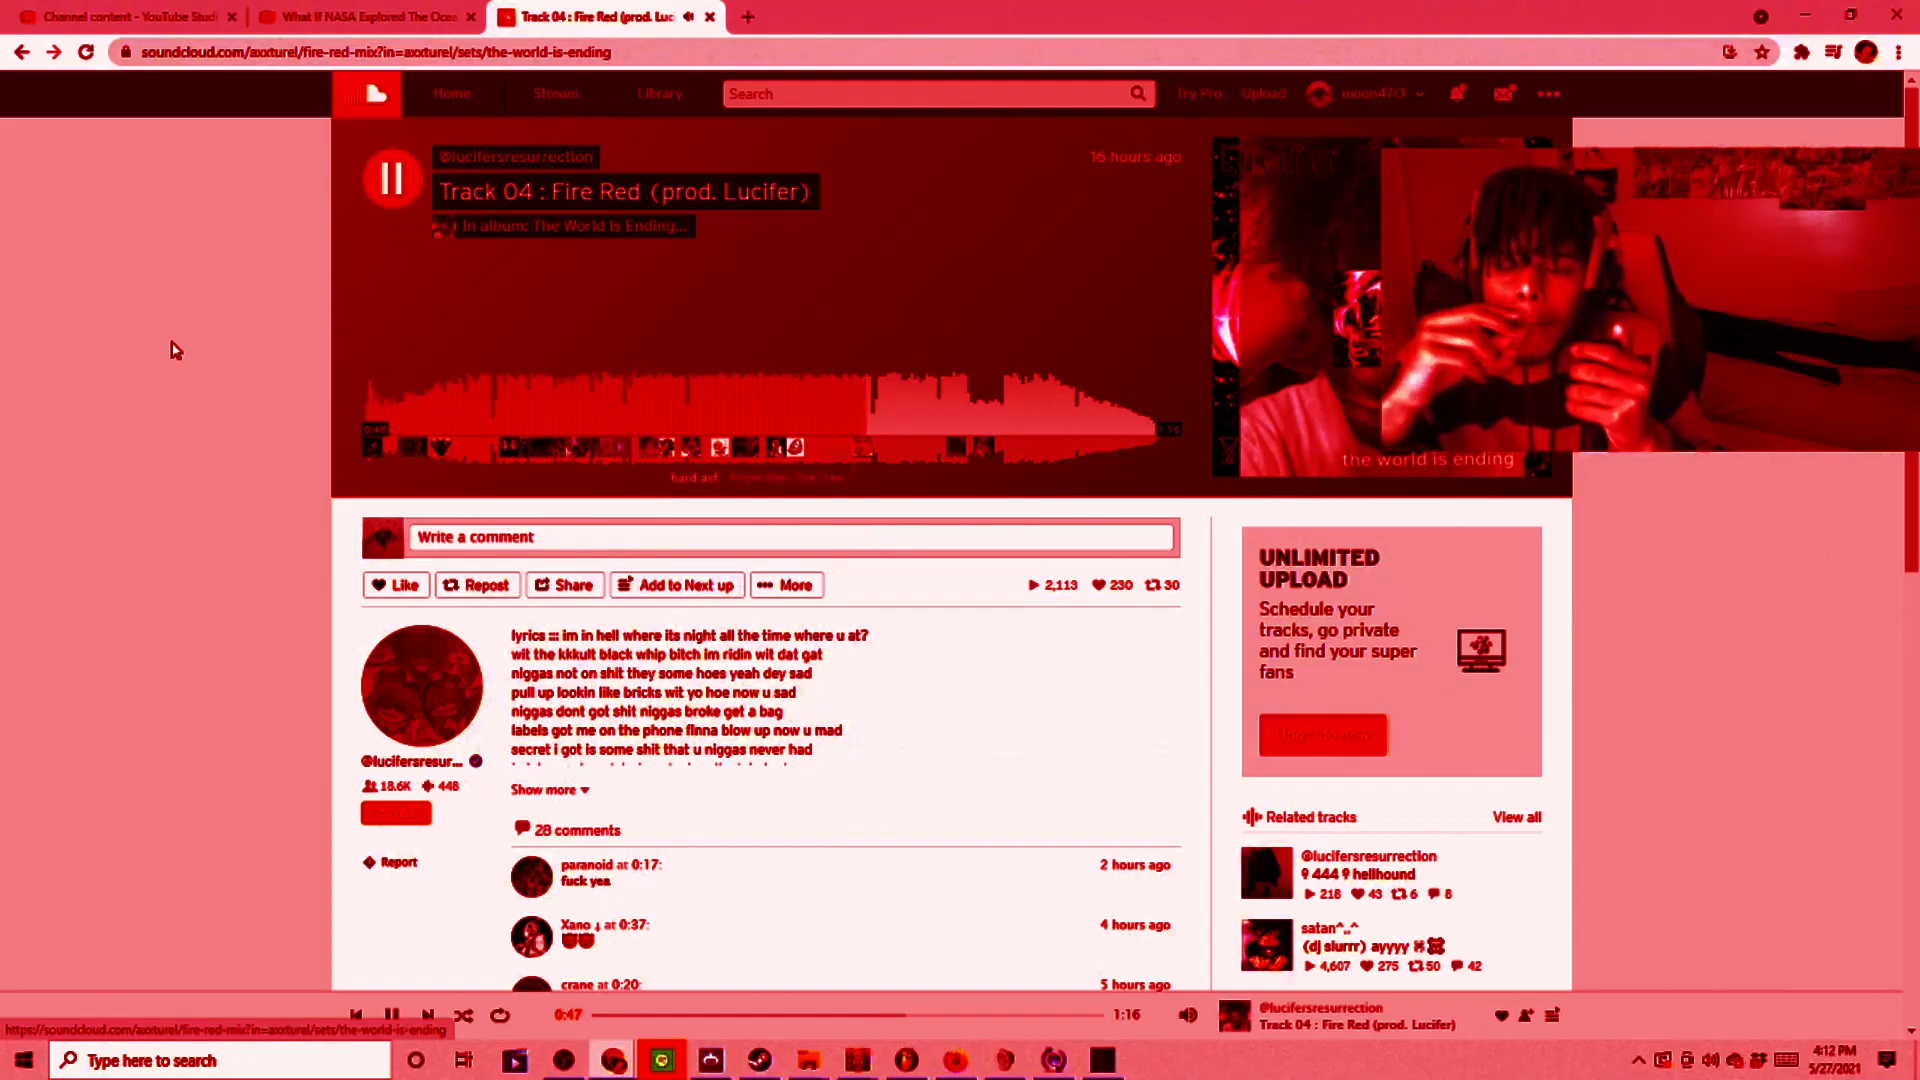 Channel content - YouTube Studi
What If NASA Explored The Ocea
Track 04 : Fire Red (prod. Luc
soundcloud.com/axxturel/fire-red-mix?in=axxturel/sets/the-world-is-ending
Home
Stream
Library
Search
Try Pro
Upload
moon47r3
@lucifersresurrection
16 hours ago
Track 04 : Fire Red (prod. Lucifer)
In album: The World Is Ending...
hard asf
the world is ending
Write a comment
Like
Repost
Share
Add to Next up
More
2,113
230
30
lyrics ::: im in hell where its night all the time where u at?
wit the kkkult black whip bitch im ridin wit dat gat
niggas not on shit they some hoes yeah dey sad
pull up lookin like bricks wit yo hoe now u sad
niggas dont got shit niggas broke get a bag
labels got me on the phone finna blow up now u mad
secret i got is some shit that u niggas never had
Show more
@lucifersresur...
18.6K 448
Report
28 comments
paranoid at 0:17:
2 hours ago
fuck yea
Xano ↓ at 0:37:
4 hours ago
crane at 0:20:
5 hours ago
UNLIMITED
UPLOAD
Schedule your
tracks, go private
and find your super
fans
Related tracks
View all
@lucifersresurrection
444 hellhound
218 43 6 8
satan^,,^
(dj slurrr) ayyyy
4,607 275 50 42
0:47
1:16
@lucifersresurrection
Track 04 : Fire Red (prod. Lucifer)
https://soundcloud.com/axxturel/fire-red-mix?in=axxturel/sets/the-world-is-ending
Type here to search
4:12 PM
5/27/2021